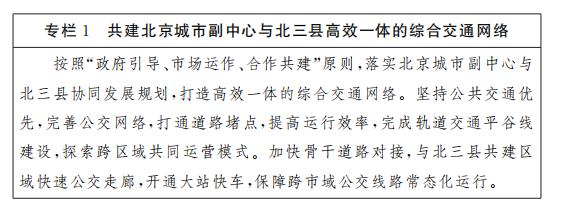 专栏 1 共建北京城市副中心与北三县高效一体的综合交通网络
按照“政府引导、市场运作、合作共建”原则,落实北京城市副中心与
北三县协同发展规划,打造高效一体的综合交通网络。坚持公共交通优
先,完善公交网络,打通道路堵点,提高运行效率,完成轨道交通平谷线
建设,探索跨区域共同运营模式。加快骨干道路对接,与北三县共建区
域快速公交走廊,开通大站快车,保障跨市域公交线路常态化运行。